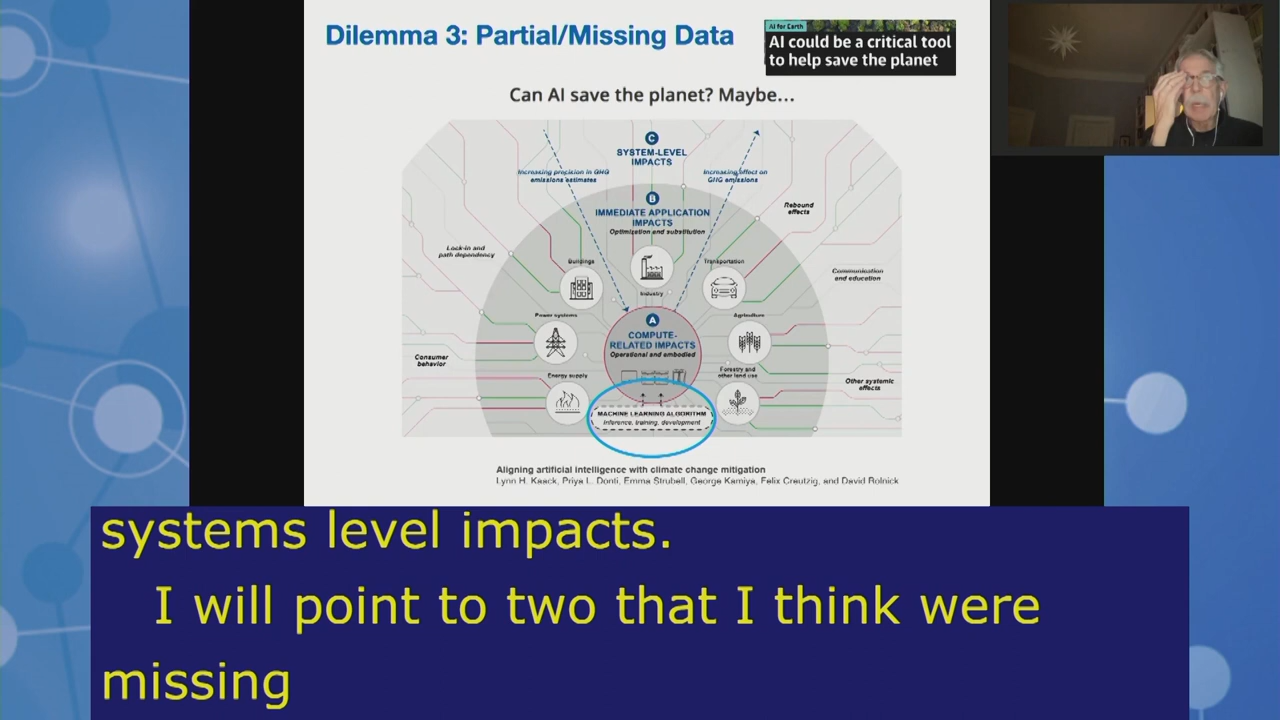 Dilemma 3: Partial/Missing Data
AI for Earth
AI could be a critical tool
to help save the planet
Can AI save the planet? Maybe…
C
SYSTEM-LEVEL
IMPACTS
Increasing precision in GHG
emissions estimates
Increasing effect on
GHG emissions
B
IMMEDIATE APPLICATION
IMPACTS
Optimization and substitution
Rebound
effects
Lock-in and
path dependency
Buildings
Industry
Transportation
Communication
and education
Power systems
A
COMPUTE-
RELATED IMPACTS
Operational and embodied
Agriculture
Consumer
behavior
Energy supply
Forestry and
other land use
Other systemic
effects
MACHINE LEARNING ALGORITHM
Inference, training, development
Aligning artificial intelligence with climate change mitigation
Lynn H. Kaack, Priya L. Donti, Emma Strubell, George Kamiya, Felix Creutzig, and David Rolnick
systems level impacts.
I will point to two that I think were
missing